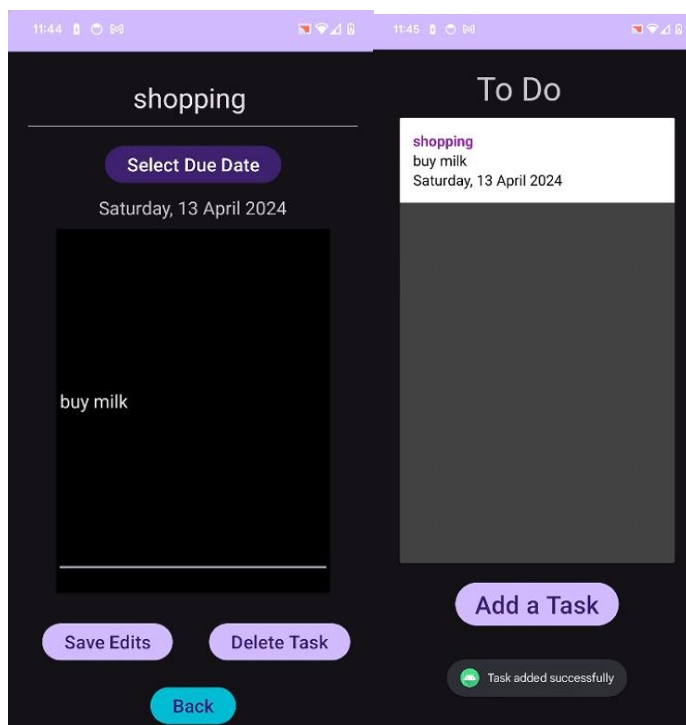 11:44
shopping
Select Due Date
Saturday, 13 April 2024
buy milk
Save Edits
Delete Task
Back
11:45
To Do
shopping
buy milk
Saturday, 13 April 2024
Add a Task
Task added successfully